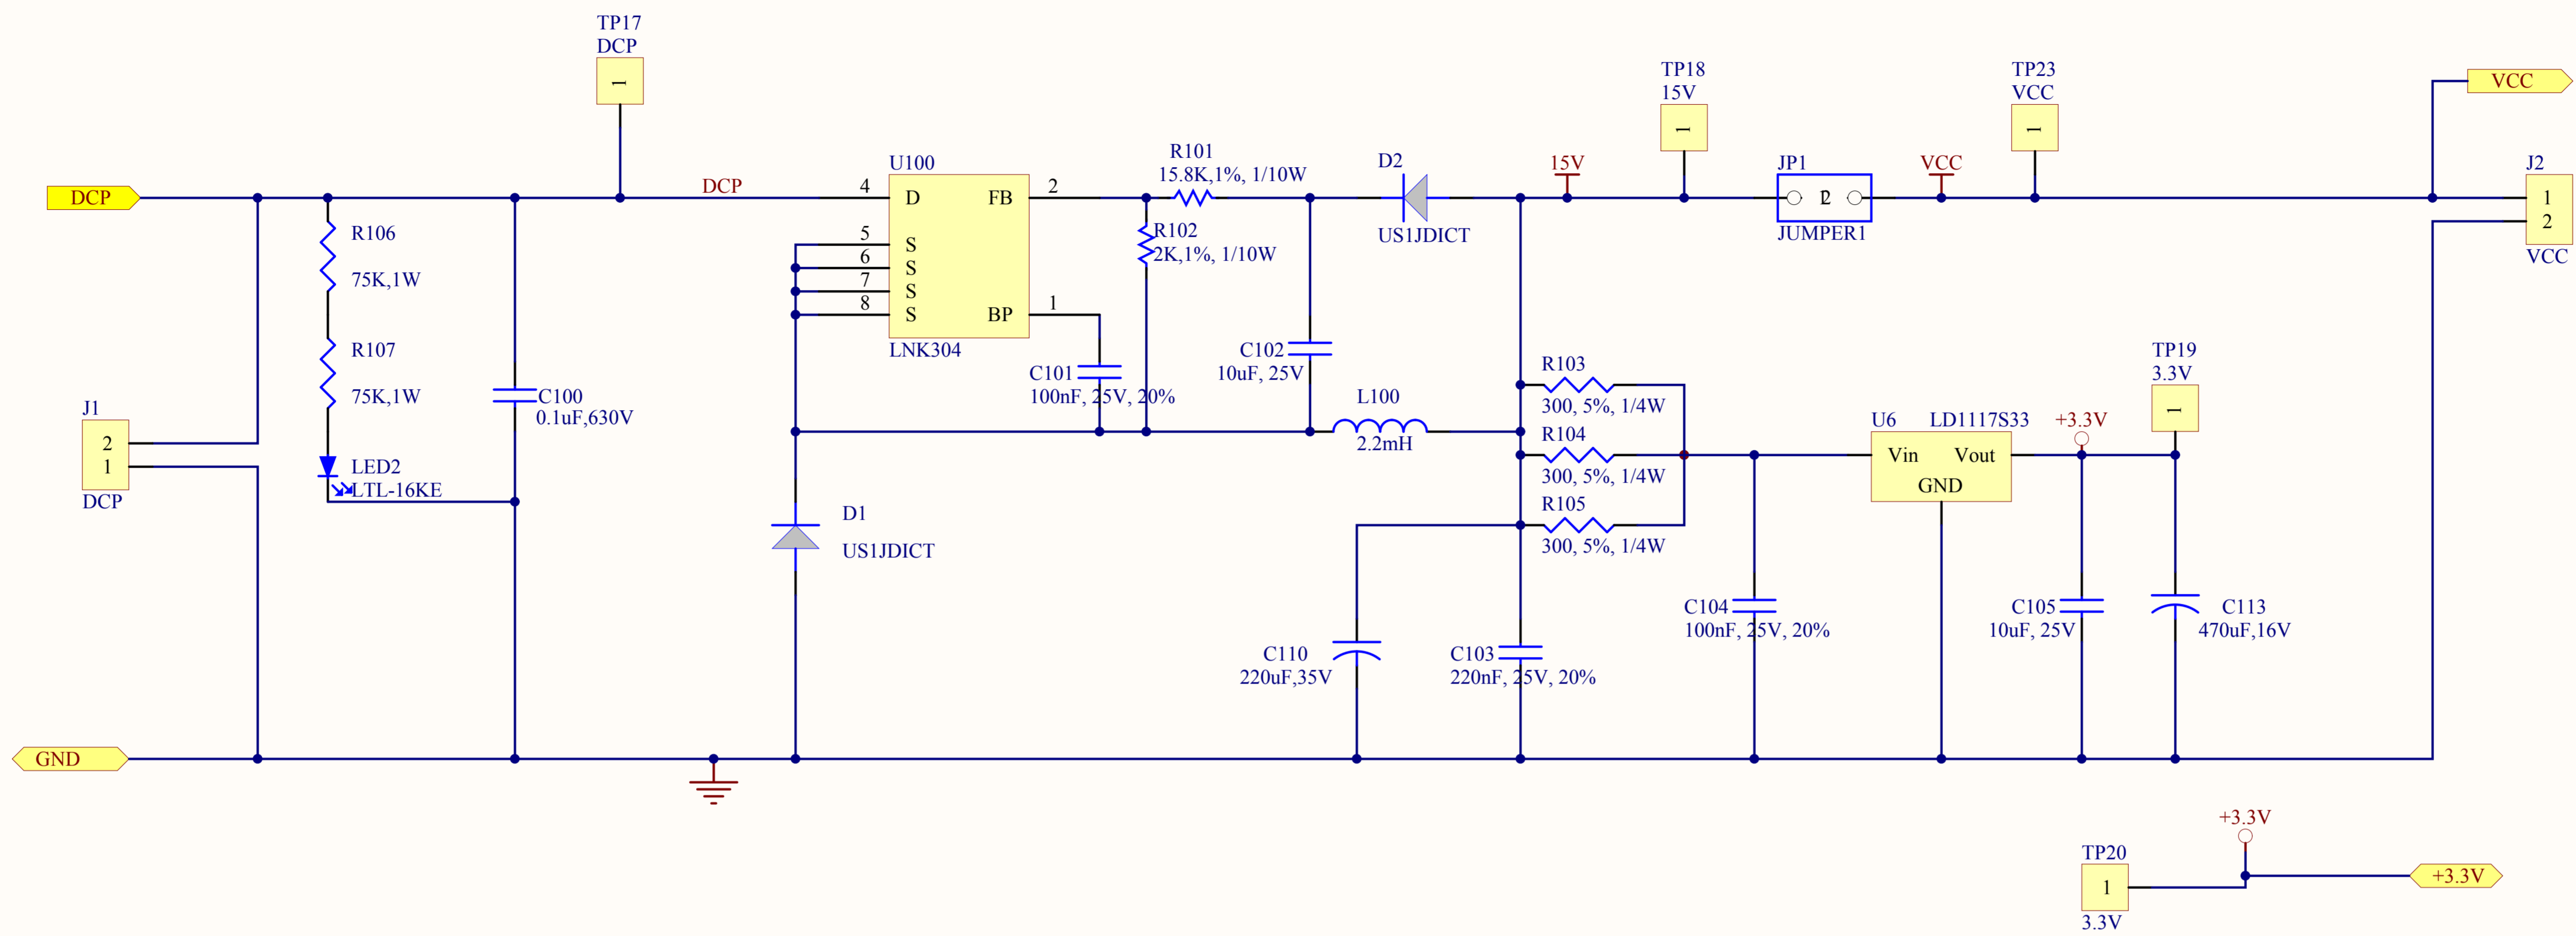 TP17
DCP
1
TP18
15V
1
TP23
VCC
1
VCC
DCP
DCP
U100
4
D
FB
2
5
S
6
S
7
S
8
S
BP
1
LNK304
R101
15.8K,1%, 1/10W
R102
2K,1%, 1/10W
D2
US1JDICT
15V
JP1
JUMPER1
VCC
J2
1
2
VCC
R106
75K,1W
R107
75K,1W
C100
0.1uF,630V
LED2
LTL-16KE
J1
2
1
DCP
C101
100nF, 25V, 20%
C102
10uF, 25V
L100
2.2mH
R103
300, 5%, 1/4W
R104
300, 5%, 1/4W
R105
300, 5%, 1/4W
D1
US1JDICT
U6
LD1117S33
Vin
Vout
GND
+3.3V
TP19
3.3V
1
C110
220uF,35V
C103
220nF, 25V, 20%
C104
100nF, 25V, 20%
C105
10uF, 25V
C113
470uF,16V
GND
+3.3V
TP20
1
3.3V
+3.3V